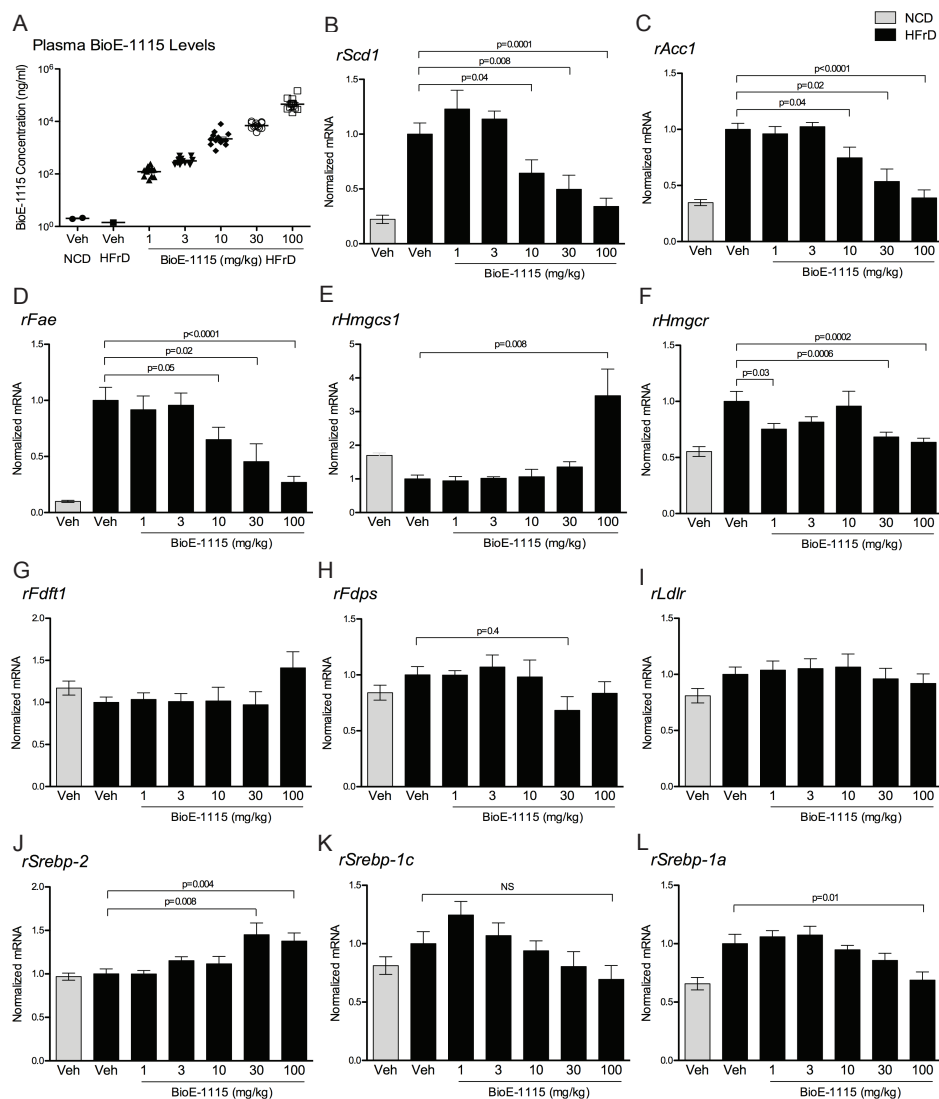 A
Plasma BioE-1115 Levels
BioE-1115 Concentration (ng/ml)
10⁶
10⁴
10²
10⁰
Veh Veh 1 3 10 30 100
NCD HFrD BioE-1115 (mg/kg) HFrD
B
rScd1
p=0.0001
p=0.008
p=0.04
Normalized mRNA
1.5
1.0
0.5
0.0
Veh Veh 1 3 10 30 100
BioE-1115 (mg/kg)
C
NCD
HFrD
rAcc1
p<0.0001
p=0.02
p=0.04
Normalized mRNA
1.5
1.0
0.5
0.0
Veh Veh 1 3 10 30 100
BioE-1115 (mg/kg)
D
rFae
p<0.0001
p=0.02
p=0.05
Normalized mRNA
1.5
1.0
0.5
0.0
Veh Veh 1 3 10 30 100
BioE-1115 (mg/kg)
E
rHmgcs1
p=0.008
Normalized mRNA
5
4
3
2
1
0
Veh Veh 1 3 10 30 100
BioE-1115 (mg/kg)
F
rHmgcr
p=0.0002
p=0.0006
p=0.03
Normalized mRNA
1.5
1.0
0.5
0.0
Veh Veh 1 3 10 30 100
BioE-1115 (mg/kg)
G
rFdft1
Normalized mRNA
2.0
1.5
1.0
0.5
0.0
Veh Veh 1 3 10 30 100
BioE-1115 (mg/kg)
H
rFdps
p=0.4
Normalized mRNA
1.5
1.0
0.5
0.0
Veh Veh 1 3 10 30 100
BioE-1115 (mg/kg)
I
rLdlr
Normalized mRNA
1.5
1.0
0.5
0.0
Veh Veh 1 3 10 30 100
BioE-1115 (mg/kg)
J
rSrebp-2
p=0.004
p=0.008
Normalized mRNA
2.0
1.5
1.0
0.5
0.0
Veh Veh 1 3 10 30 100
BioE-1115 (mg/kg)
K
rSrebp-1c
NS
Normalized mRNA
1.5
1.0
0.5
0.0
Veh Veh 1 3 10 30 100
BioE-1115 (mg/kg)
L
rSrebp-1a
p=0.01
Normalized mRNA
1.5
1.0
0.5
0.0
Veh Veh 1 3 10 30 100
BioE-1115 (mg/kg)